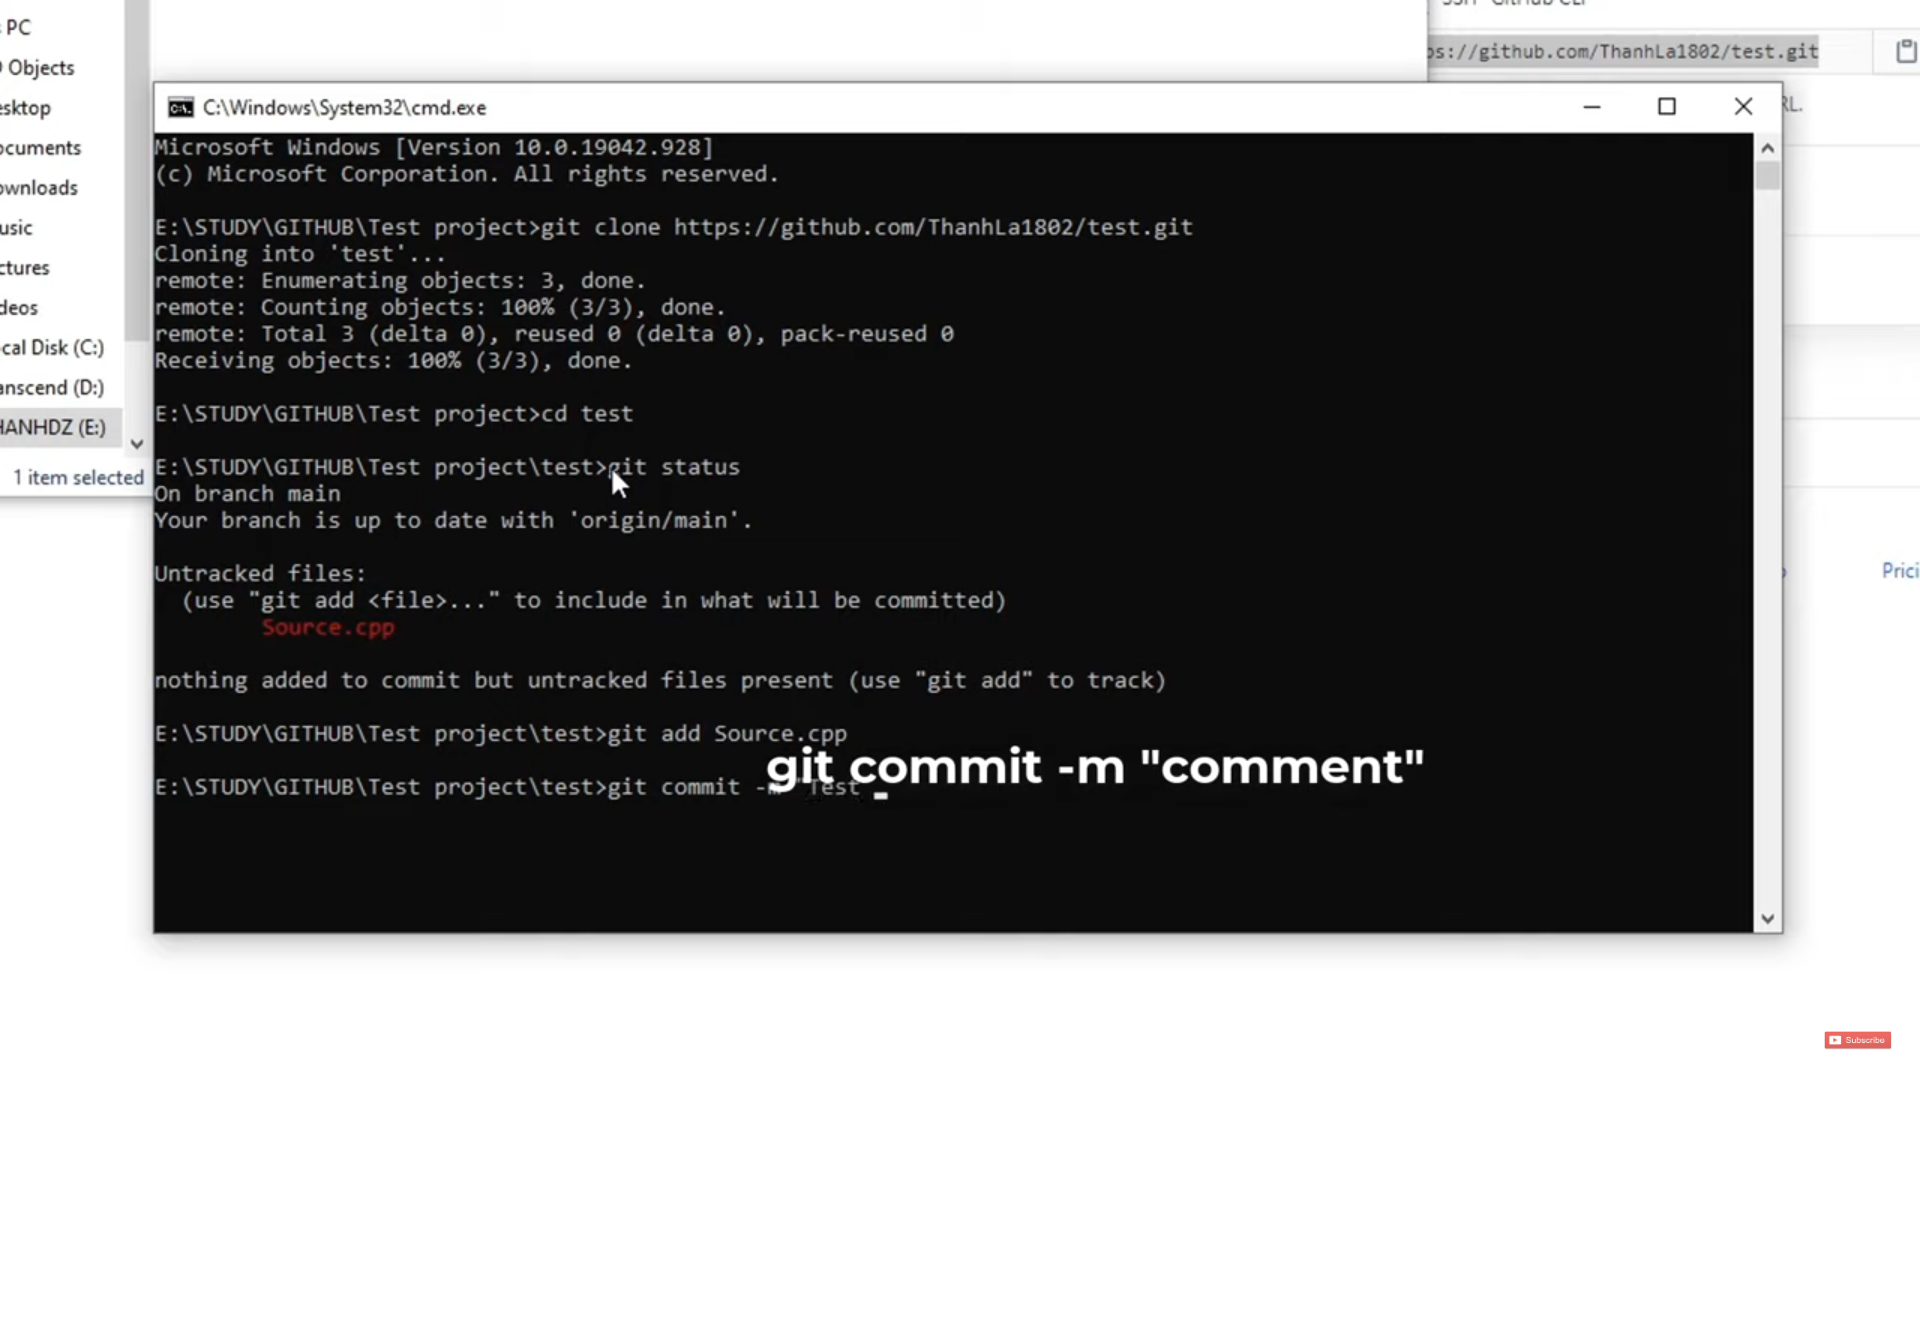 PC
Objects
esktop
ocuments
ownloads
usic
ctures
deos
cal Disk (C:)
anscend (D:)
HANHDZ (E:)
1 item selected
ps://github.com/ThanhLa1802/test.git
RL.
C:\Windows\System32\cmd.exe
Microsoft Windows [Version 10.0.19042.928]
(c) Microsoft Corporation. All rights reserved.
E:\STUDY\GITHUB\Test project>git clone https://github.com/ThanhLa1802/test.git
Cloning into 'test'...
remote: Enumerating objects: 3, done.
remote: Counting objects: 100% (3/3), done.
remote: Total 3 (delta 0), reused 0 (delta 0), pack-reused 0
Receiving objects: 100% (3/3), done.
E:\STUDY\GITHUB\Test project>cd test
E:\STUDY\GITHUB\Test project\test>git status
On branch main
Your branch is up to date with 'origin/main'.
Untracked files:
(use "git add <file>..." to include in what will be committed)
Source.cpp
nothing added to commit but untracked files present (use "git add" to track)
E:\STUDY\GITHUB\Test project\test>git add Source.cpp
git commit -m "comment"
E:\STUDY\GITHUB\Test project\test>git commit -m "Test _
Prici
Subscribe